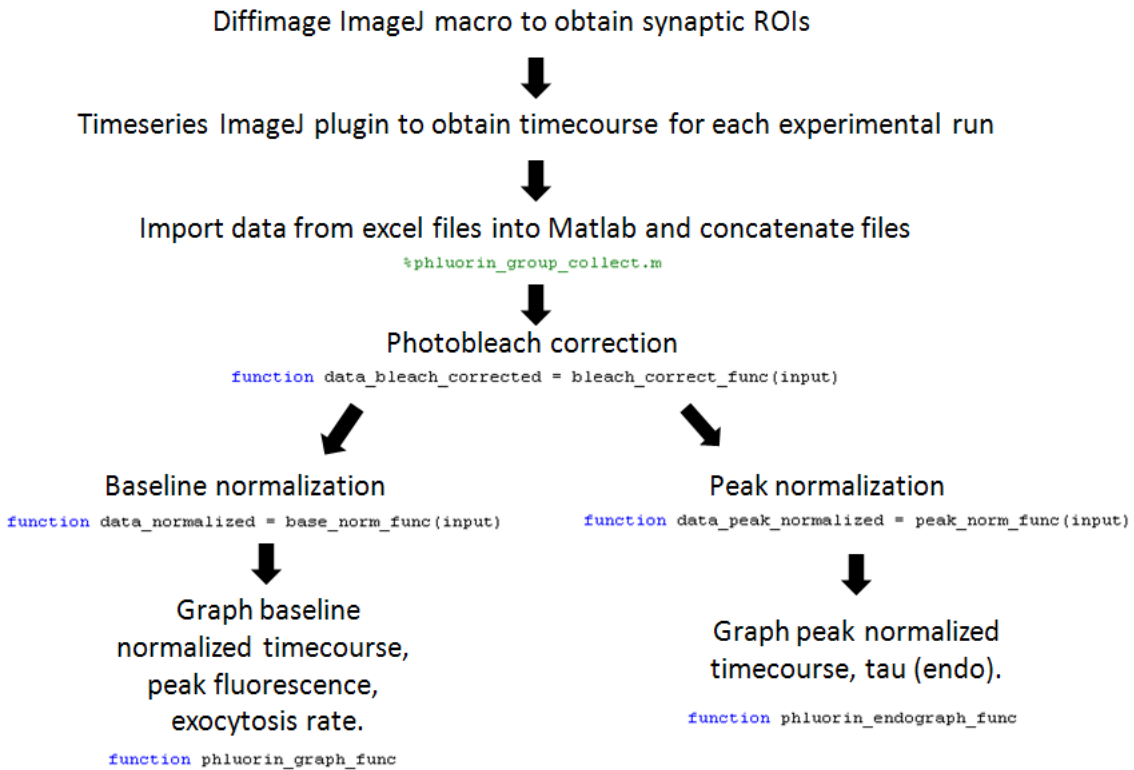 Diffimage ImageJ macro to obtain synaptic ROIs
Timeseries ImageJ plugin to obtain timecourse for each experimental run
Import data from excel files into Matlab and concatenate files
%phluorin_group_collect.m
Photobleach correction
function data_bleach_corrected = bleach_correct_func(input)
Baseline normalization
function data_normalized = base_norm_func(input)
Graph baseline
normalized timecourse,
peak fluorescence,
exocytosis rate.
function phluorin_graph_func
Peak normalization
function data_peak_normalized = peak_norm_func(input)
Graph peak normalized
timecourse, tau (endo).
function phluorin_endograph_func